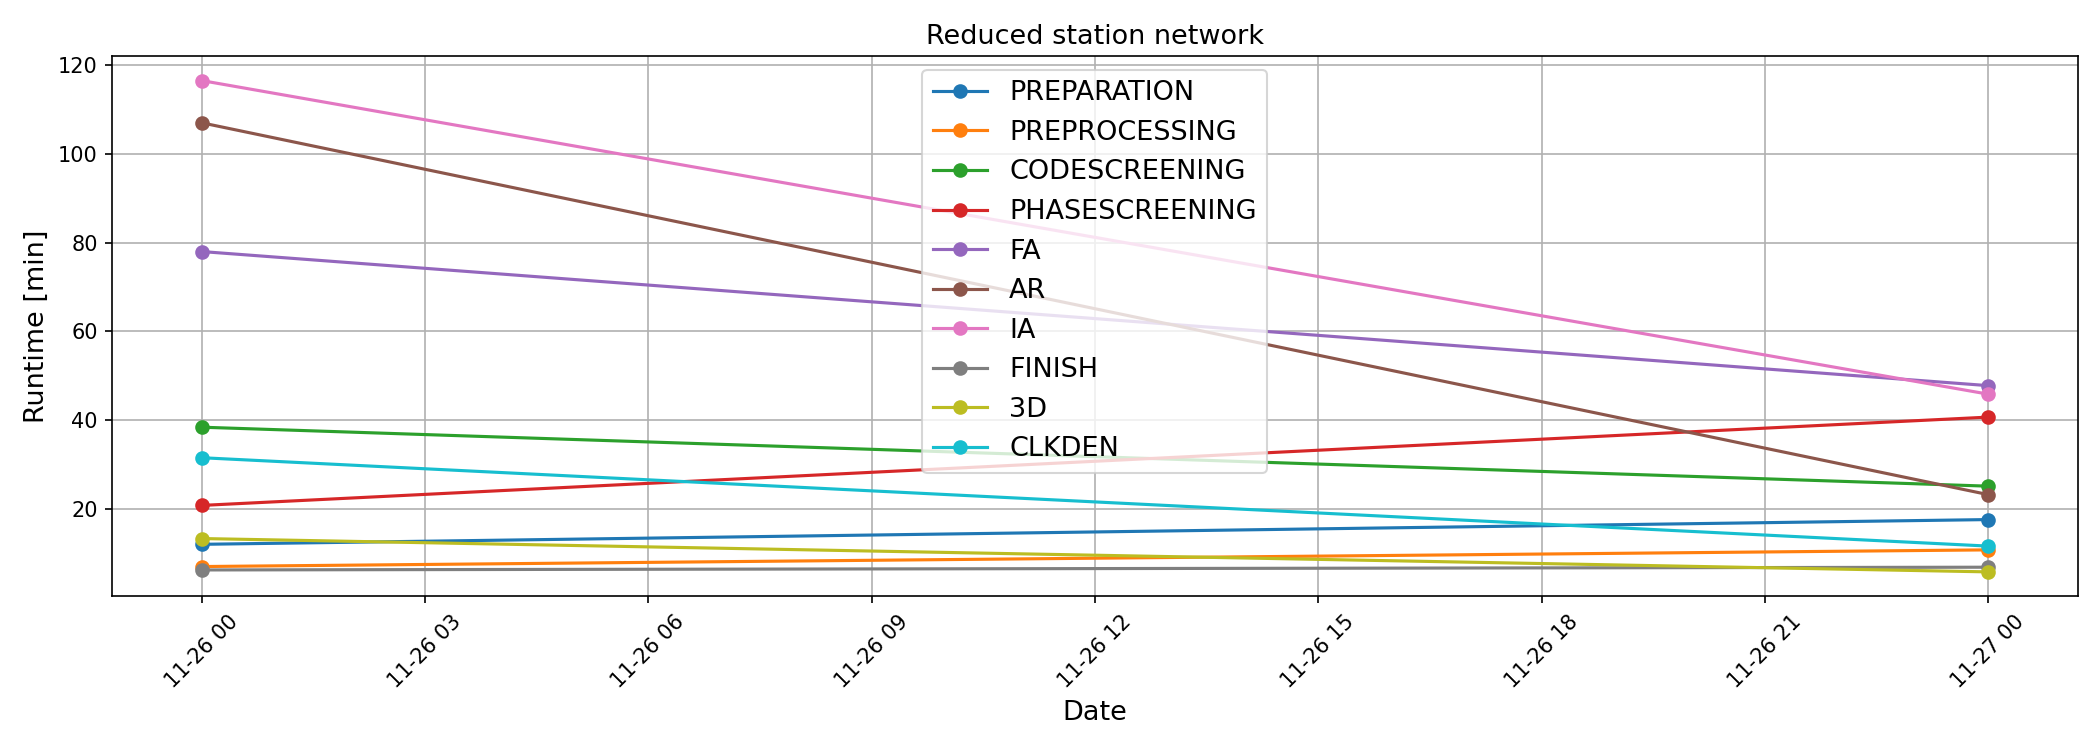 Reduced station network
Runtime [min]
120
100
80
60
40
20
PREPARATION
PREPROCESSING
CODESCREENING
PHASESCREENING
FA
AR
IA
FINISH
3D
CLKDEN
11-26 00
11-26 03
11-26 06
11-26 09
11-26 12
11-26 15
11-26 18
11-26 21
11-27 00
Date